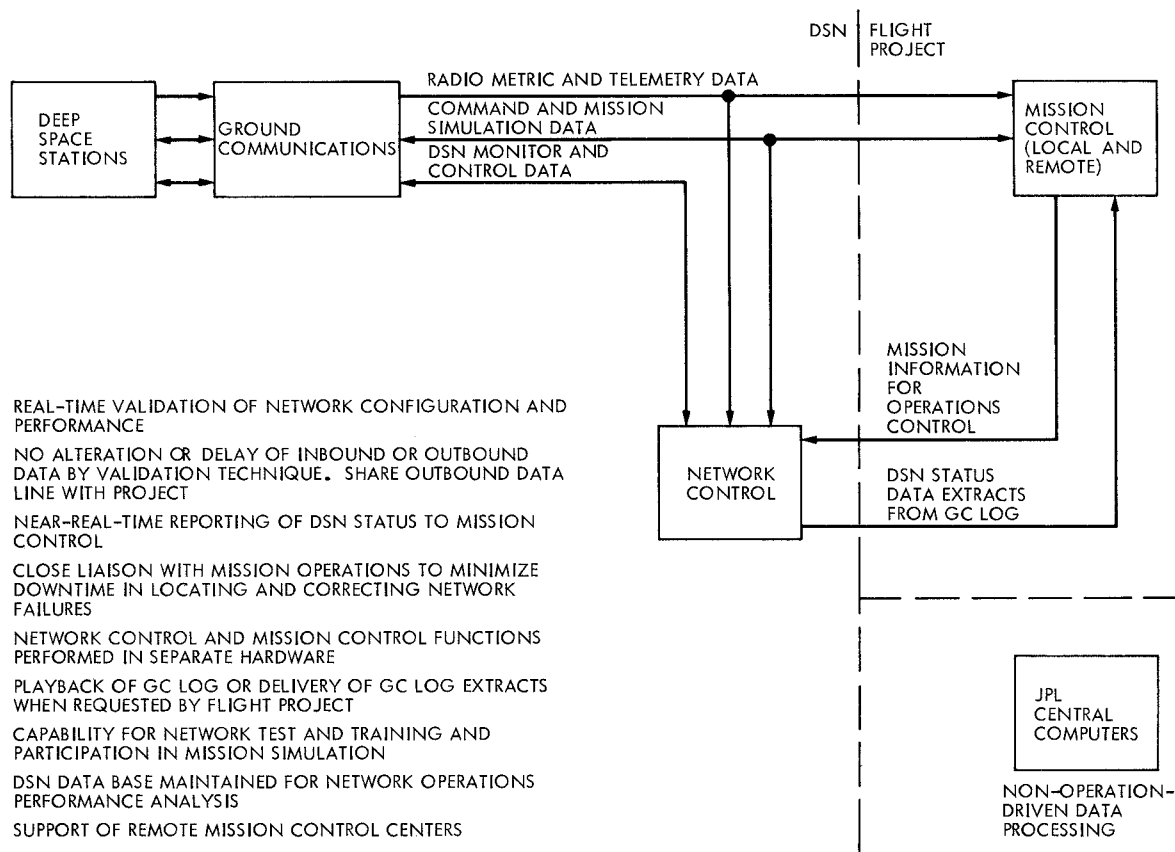 DSN
FLIGHT
PROJECT
RADIO METRIC AND TELEMETRY DATA
DEEP
SPACE
STATIONS
GROUND
COMMUNICATIONS
COMMAND AND MISSION
SIMULATION DATA
DSN MONITOR AND
CONTROL DATA
MISSION
CONTROL
(LOCAL AND
REMOTE)
MISSION
INFORMATION
FOR
OPERATIONS
CONTROL
NETWORK
CONTROL
DSN STATUS
DATA EXTRACTS
FROM GC LOG
REAL-TIME VALIDATION OF NETWORK CONFIGURATION AND
PERFORMANCE
NO ALTERATION OR DELAY OF INBOUND OR OUTBOUND
DATA BY VALIDATION TECHNIQUE. SHARE OUTBOUND DATA
LINE WITH PROJECT
NEAR-REAL-TIME REPORTING OF DSN STATUS TO MISSION
CONTROL
CLOSE LIAISON WITH MISSION OPERATIONS TO MINIMIZE
DOWNTIME IN LOCATING AND CORRECTING NETWORK
FAILURES
NETWORK CONTROL AND MISSION CONTROL FUNCTIONS
PERFORMED IN SEPARATE HARDWARE
PLAYBACK OF GC LOG OR DELIVERY OF GC LOG EXTRACTS
WHEN REQUESTED BY FLIGHT PROJECT
CAPABILITY FOR NETWORK TEST AND TRAINING AND
PARTICIPATION IN MISSION SIMULATION
DSN DATA BASE MAINTAINED FOR NETWORK OPERATIONS
PERFORMANCE ANALYSIS
SUPPORT OF REMOTE MISSION CONTROL CENTERS
JPL
CENTRAL
COMPUTERS
NON-OPERATION-
DRIVEN DATA
PROCESSING